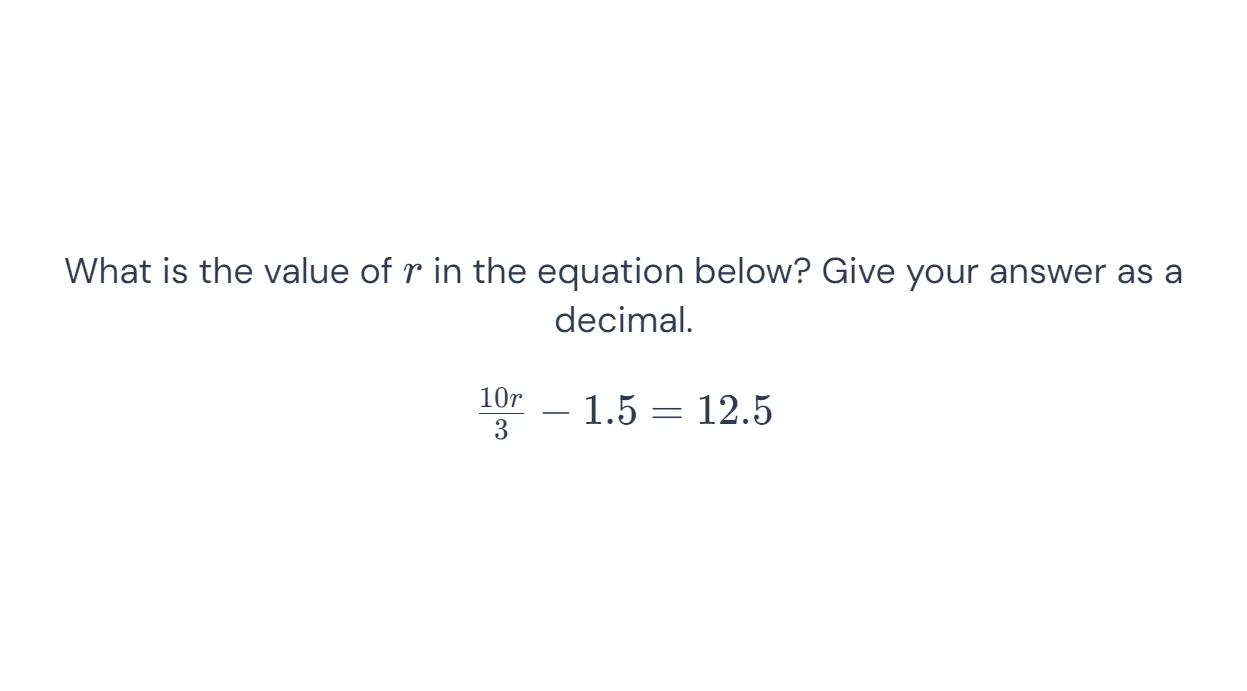 What is the value of r in the equation below? Give your answer as a
decimal.
10r/3 − 1.5 = 12.5